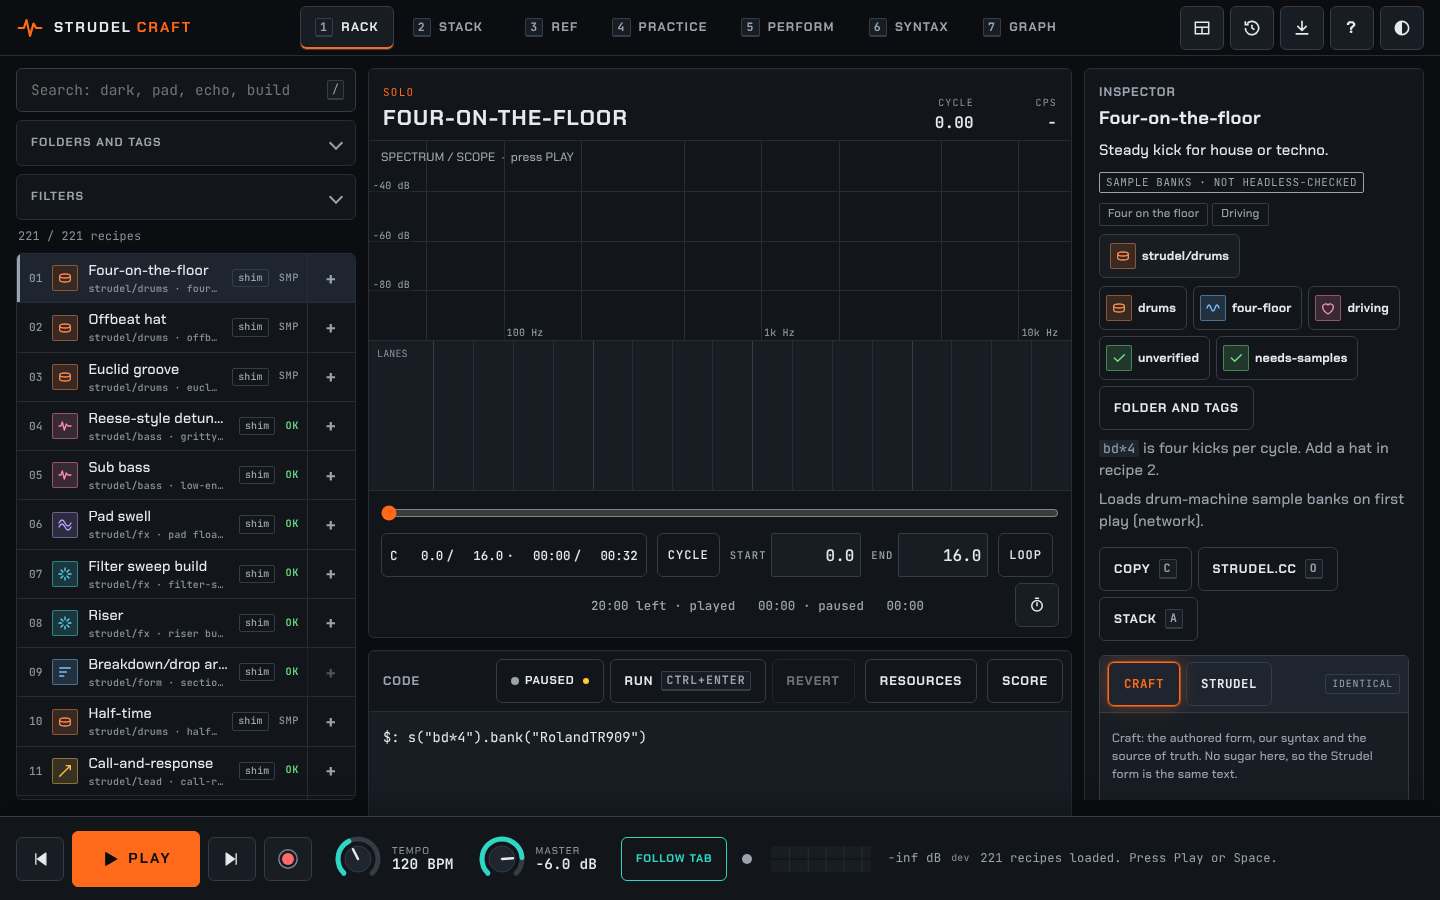 STRUDEL CRAFT
1 RACK
2 STACK
3 REF
4 PRACTICE
5 PERFORM
6 SYNTAX
7 GRAPH
?
Search: dark, pad, echo, build /
FOLDERS AND TAGS
FILTERS
221 / 221 recipes
01 Four-on-the-floor shim SMP +
strudel/drums · four…
02 Offbeat hat shim SMP +
strudel/drums · offb…
03 Euclid groove shim SMP +
strudel/drums · eucl…
04 Reese-style detun… shim OK +
strudel/bass · gritty…
05 Sub bass shim OK +
strudel/bass · low-en…
06 Pad swell shim OK +
strudel/fx · pad floa…
07 Filter sweep build shim OK +
strudel/fx · filter-s…
08 Riser shim OK +
strudel/fx · riser bu…
09 Breakdown/drop ar… shim OK +
strudel/form · sectio…
10 Half-time shim SMP +
strudel/drums · half…
11 Call-and-response shim OK +
strudel/lead · call-r…
SOLO
FOUR-ON-THE-FLOOR
CYCLE
0.00
CPS
-
SPECTRUM / SCOPE · press PLAY
-40 dB
-60 dB
-80 dB
100 Hz
1k Hz
10k Hz
LANES
C 0.0 / 16.0 · 00:00 / 00:32
CYCLE
START 0.0
END 16.0
LOOP
20:00 left · played 00:00 · paused 00:00
CODE
PAUSED
RUN CTRL+ENTER
REVERT
RESOURCES
SCORE
$: s("bd*4").bank("RolandTR909")
INSPECTOR
Four-on-the-floor
Steady kick for house or techno.
SAMPLE BANKS · NOT HEADLESS-CHECKED
Four on the floor
Driving
strudel/drums
drums
four-floor
driving
unverified
needs-samples
FOLDER AND TAGS
bd*4 is four kicks per cycle. Add a hat in
recipe 2.
Loads drum-machine sample banks on first
play (network).
COPY C
STRUDEL.CC O
STACK A
CRAFT
STRUDEL
IDENTICAL
Craft: the authored form, our syntax and the
source of truth. No sugar here, so the Strudel
form is the same text.
PLAY
TEMPO
120 BPM
MASTER
-6.0 dB
FOLLOW TAB
-inf dB dev 221 recipes loaded. Press Play or Space.